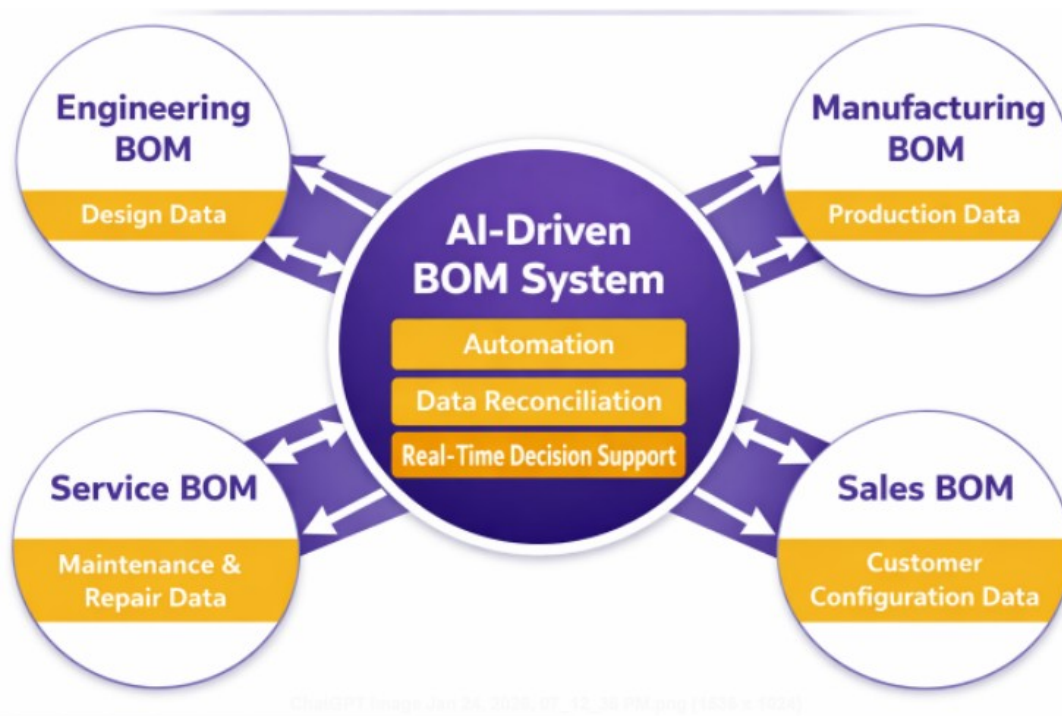 Engineering
BOM
Design Data
Manufacturing
BOM
Production Data
AI-Driven
BOM System
Automation
Data Reconciliation
Real-Time Decision Support
Service BOM
Maintenance &
Repair Data
Sales BOM
Customer
Configuration Data